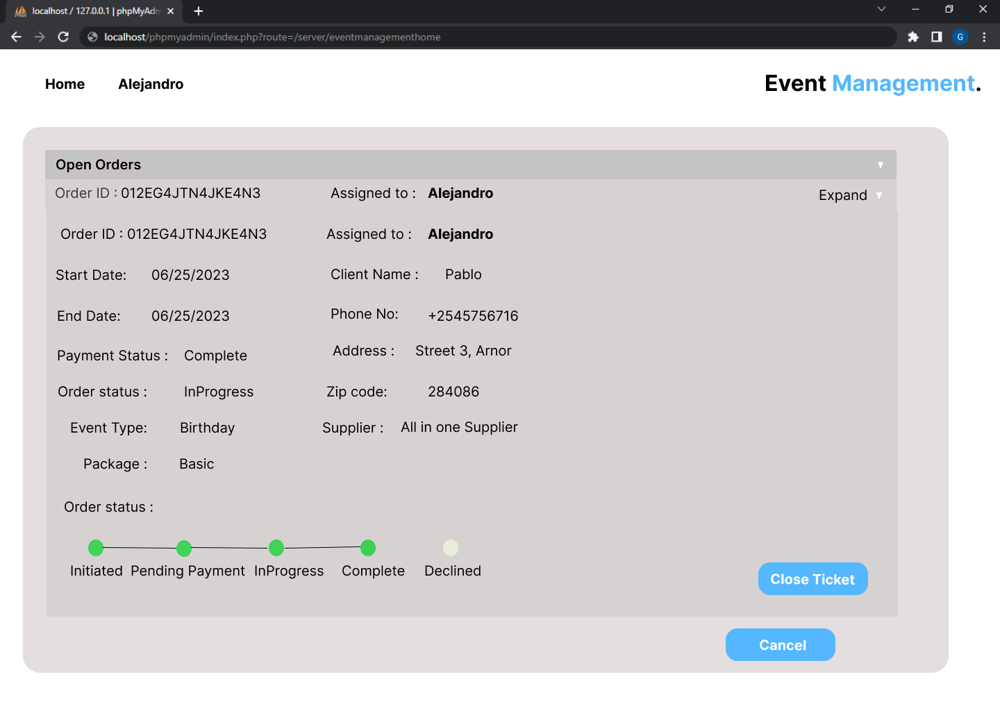 localhost / 127.0.0.1 | phpMyAdm
localhost/phpmyadmin/index.php?route=/server/eventmanagementhome
G
Home Alejandro Event Management.
Open Orders
Order ID : 012EG4JTN4JKE4N3 Assigned to : Alejandro Expand
Order ID : 012EG4JTN4JKE4N3 Assigned to : Alejandro
Start Date: 06/25/2023 Client Name : Pablo
End Date: 06/25/2023 Phone No: +2545756716
Payment Status : Complete Address : Street 3, Arnor
Order status : InProgress Zip code: 284086
Event Type: Birthday Supplier : All in one Supplier
Package : Basic
Order status :
Initiated Pending Payment InProgress Complete Declined
Close Ticket
Cancel